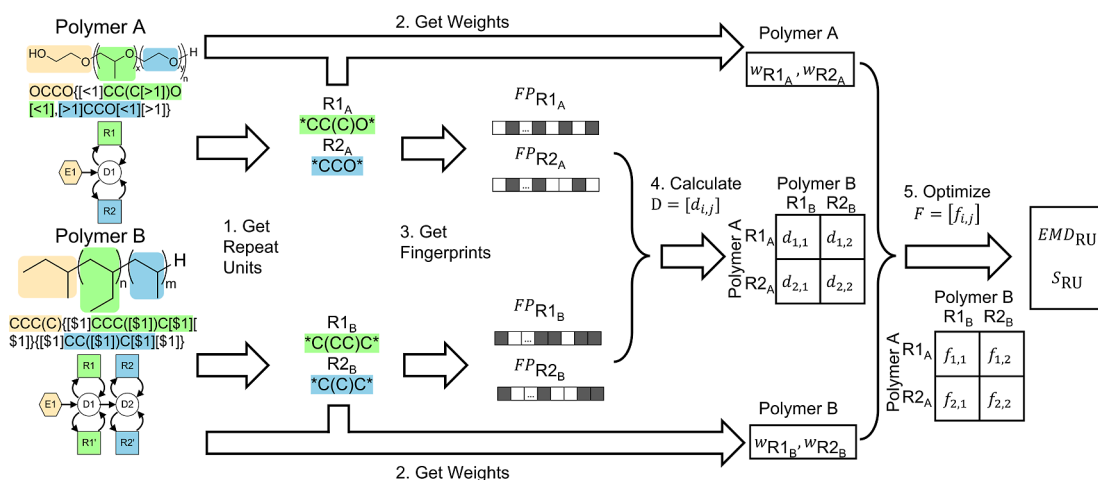 Polymer A
HO
O
O
x
O
y
H
n
OCCO{[<1]CC(C[>1])O
[<1],[>1]CCO[<1][>1]}
R1
E1
D1
R2
Polymer B
H
n
m
CCC(C){[$1]CCC([$1])C[$1][
$1]}{[$1]CC([$1])C[$1][$1]}
R1
R2
E1
D1
D2
R1'
R2'
2. Get Weights
R1A
*CC(C)O*
R2A
*CCO*
1. Get
Repeat
Units
R1B
*C(CC)C*
R2B
*C(C)C*
2. Get Weights
FPR1A
...
FPR2A
...
3. Get
Fingerprints
FPR1B
...
FPR2B
...
4. Calculate
D = [di,j]
Polymer B
R1B R2B
Polymer A
R1A d1,1 d1,2
R2A d2,1 d2,2
Polymer A
wR1A, wR2A
Polymer B
wR1B, wR2B
5. Optimize
F = [fi,j]
Polymer B
R1B R2B
Polymer A
R1A f1,1 f1,2
R2A f2,1 f2,2
EMDRU
SRU